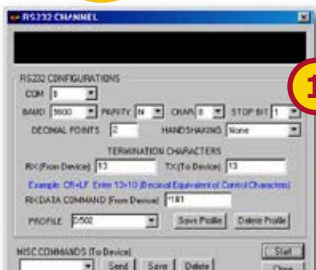 RS232 CHANNEL
RS232 CONFIGURATIONS
COM 8
BAUD 9600 PARITY N CHAR 8 STOP BIT 1
1
DECIMAL POINTS 2 HANDSHAKING None
TERMINATION CHARACTERS
RX(From Device) 13 TX(To Device) 13
Example: CR+LF Enter 13+10 (Decimal Equivalent of Control Characters)
RX DATA COMMAND (From Device)
PROFILE D502 Save Profile Delete Profile
MISC COMMANDS (To Device) Start
Send Save Delete Close